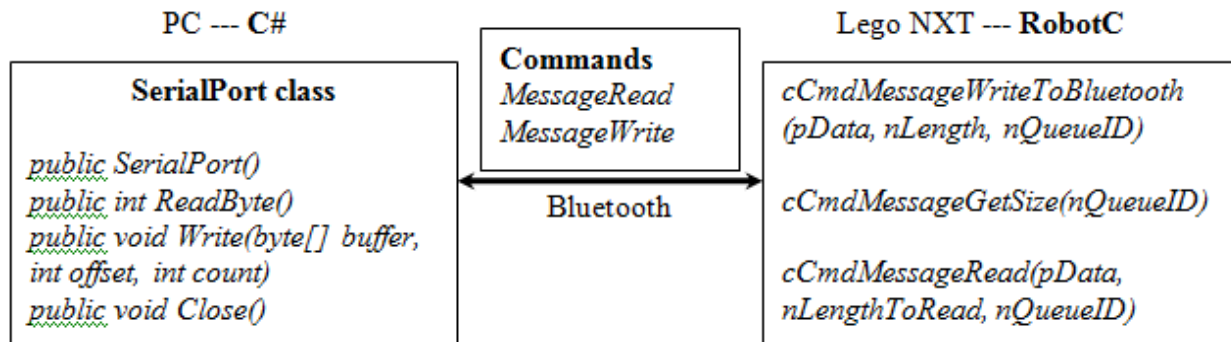 PC --- C#
SerialPort class
public SerialPort()
public int ReadByte()
public void Write(byte[] buffer,
int offset, int count)
public void Close()
Commands
MessageRead
MessageWrite
Bluetooth
Lego NXT --- RobotC
cCmdMessageWriteToBluetooth
(pData, nLength, nQueueID)
cCmdMessageGetSize(nQueueID)
cCmdMessageRead(pData,
nLengthToRead, nQueueID)